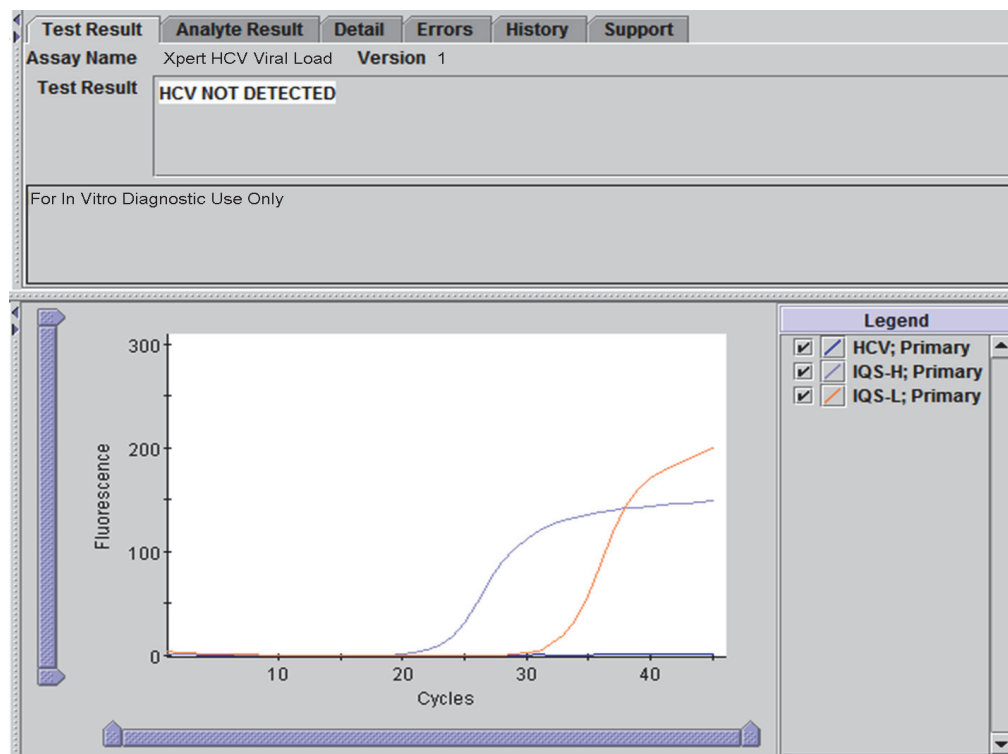 Test Result Analyte Result Detail Errors History Support
Assay Name Xpert HCV Viral Load Version 1
Test Result HCV NOT DETECTED
For In Vitro Diagnostic Use Only
Legend
HCV; Primary
IQS-H; Primary
IQS-L; Primary
300
200
100
0
Fluorescence
10 20 30 40
Cycles